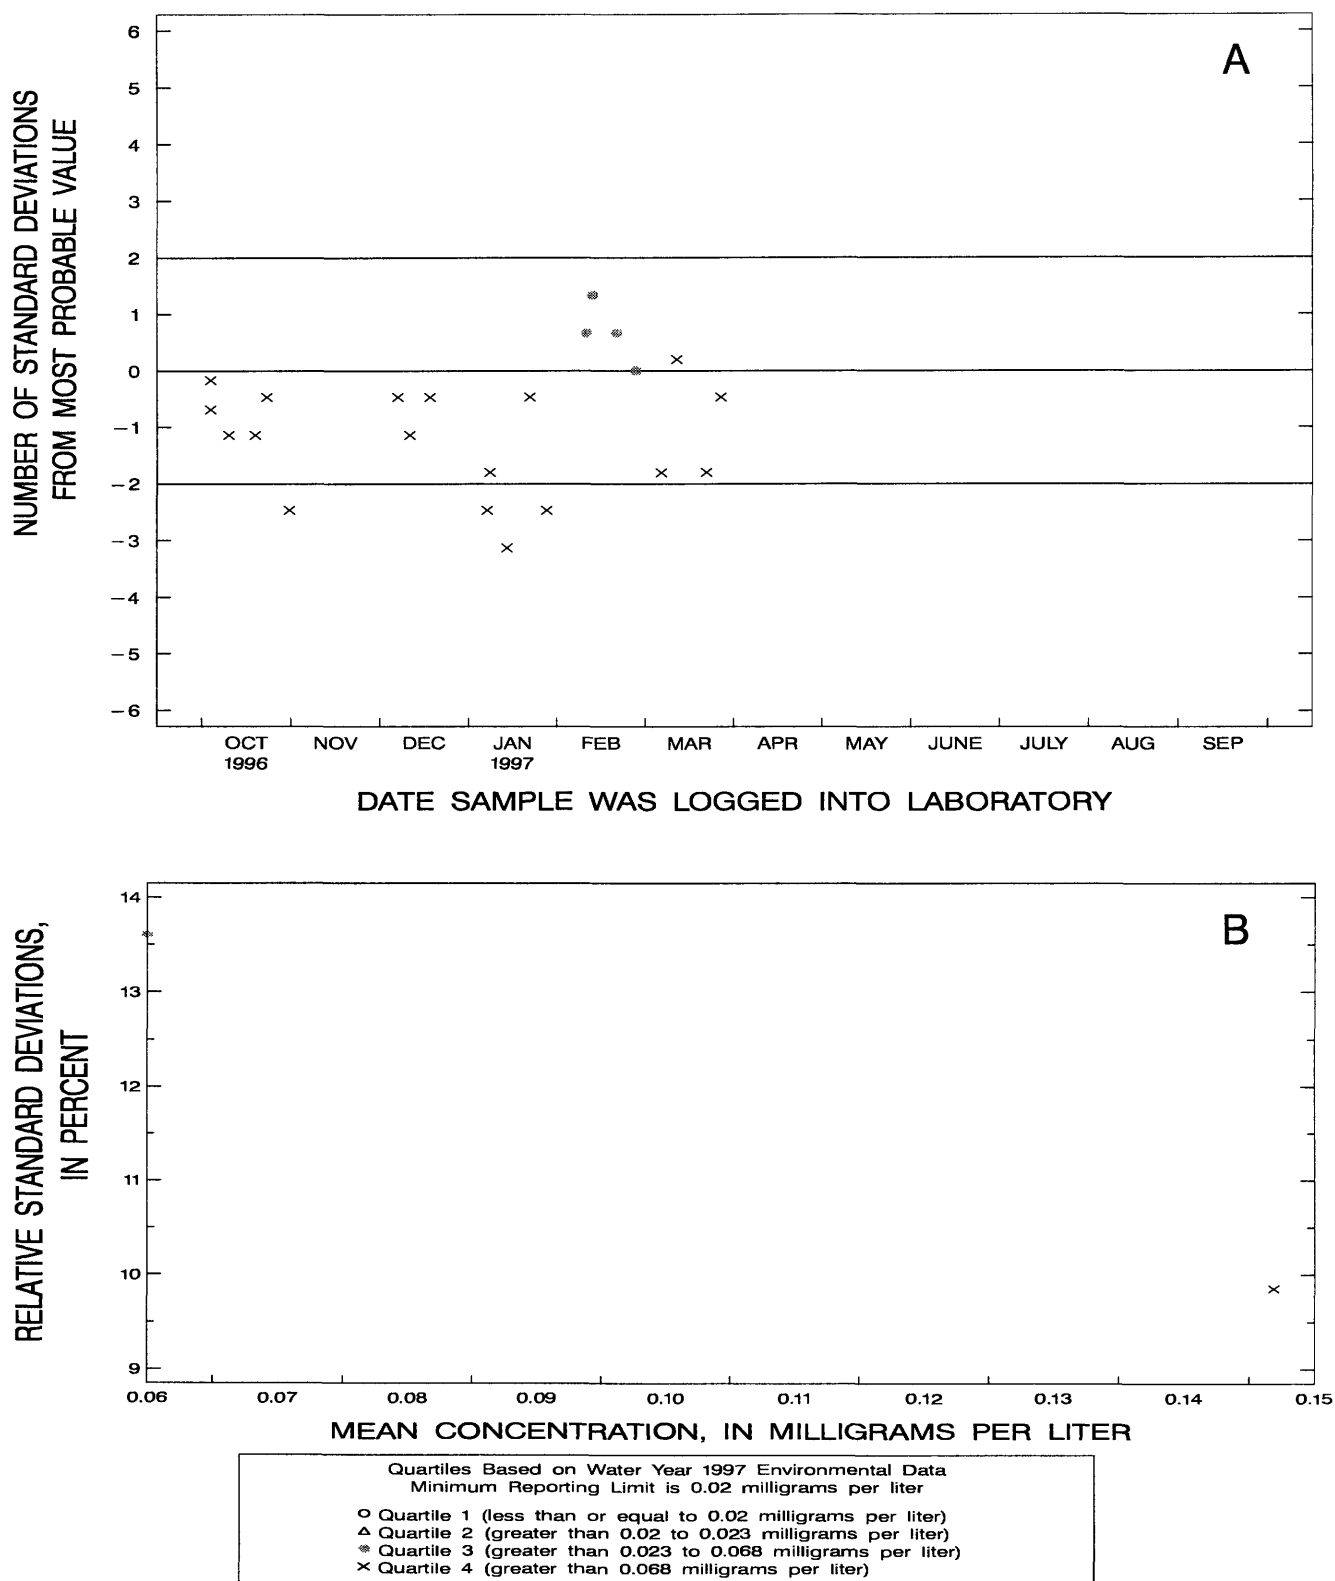 A
NUMBER OF STANDARD DEVIATIONS
FROM MOST PROBABLE VALUE
6
5
4
3
2
1
0
−1
−2
−3
−4
−5
−6
OCT NOV DEC JAN FEB MAR APR MAY JUNE JULY AUG SEP
1996 1997
DATE SAMPLE WAS LOGGED INTO LABORATORY
B
RELATIVE STANDARD DEVIATIONS,
IN PERCENT
14
13
12
11
10
9
0.06 0.07 0.08 0.09 0.10 0.11 0.12 0.13 0.14 0.15
MEAN CONCENTRATION, IN MILLIGRAMS PER LITER
Quartiles Based on Water Year 1997 Environmental Data
Minimum Reporting Limit is 0.02 milligrams per liter
Quartile 1 (less than or equal to 0.02 milligrams per liter)
Quartile 2 (greater than 0.02 to 0.023 milligrams per liter)
Quartile 3 (greater than 0.023 to 0.068 milligrams per liter)
Quartile 4 (greater than 0.068 milligrams per liter)